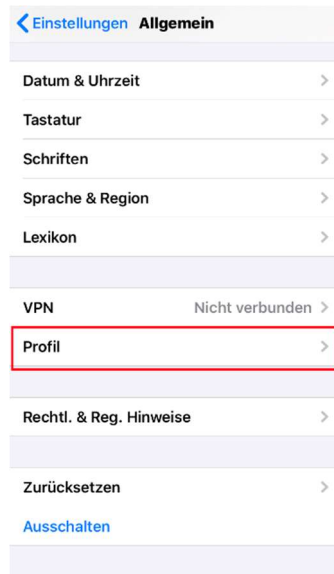 Einstellungen Allgemein
Datum & Uhrzeit
Tastatur
Schriften
Sprache & Region
Lexikon
VPN Nicht verbunden
Profil
Rechtl. & Reg. Hinweise
Zurücksetzen
Ausschalten